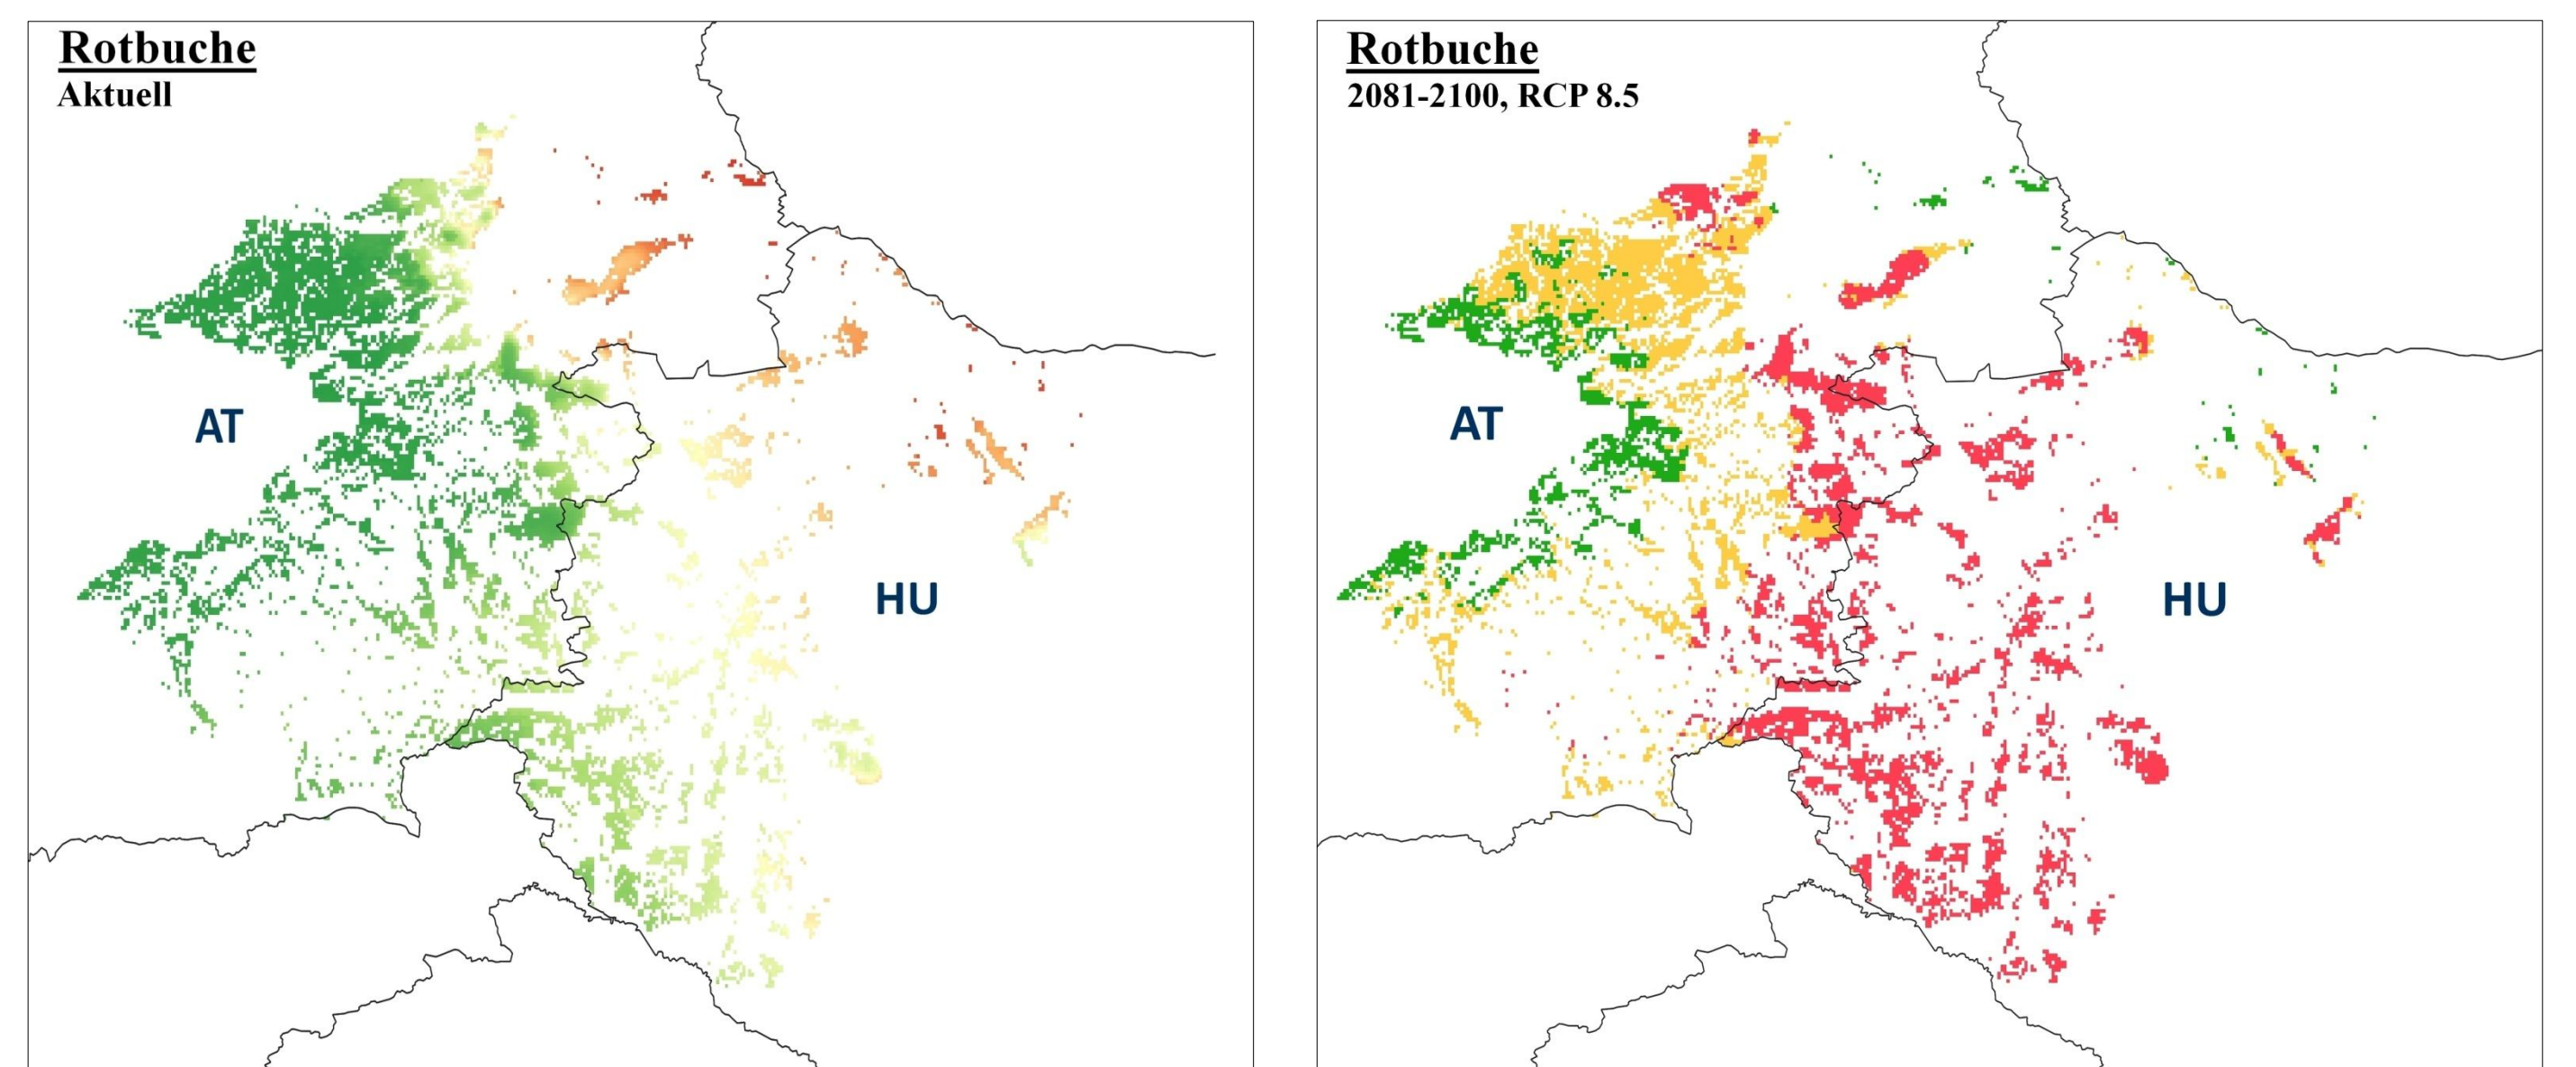 Rotbuche
Aktuell
AT
HU
Rotbuche
2081-2100, RCP 8.5
AT
HU